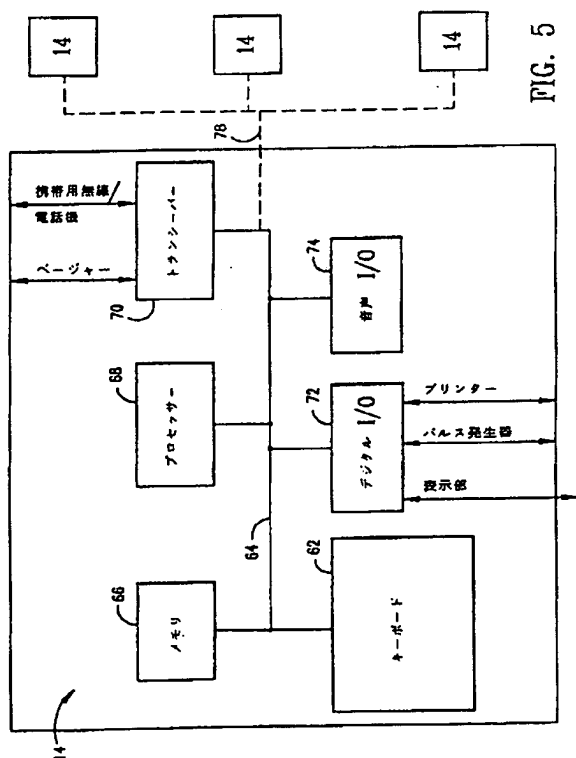 14
66
メモリ
68
プロセッサー
70
トランシーバー
ページャー
携帯用無線/
電話機
64
78
62
キーボード
72
デジタル I/O
74
音声 I/O
表示部
パルス発生器
プリンター
14
14
14
FIG. 5